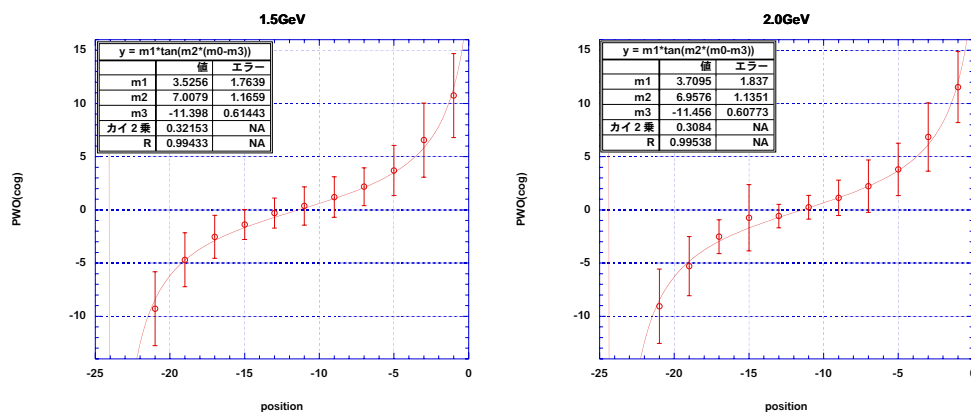 1.5GeV
y = m1*tan(m2*(m0-m3))
値 エラー
m1 3.5256 1.7639
m2 7.0079 1.1659
m3 -11.398 0.61443
カイ2乗 0.32153 NA
R 0.99433 NA
15
10
5
0
-5
-10
PWO(cog)
-25 -20 -15 -10 -5 0
position
2.0GeV
y = m1*tan(m2*(m0-m3))
値 エラー
m1 3.7095 1.837
m2 6.9576 1.1351
m3 -11.456 0.60773
カイ2乗 0.3084 NA
R 0.99538 NA
15
10
5
0
-5
-10
PWO(cog)
-25 -20 -15 -10 -5 0
position